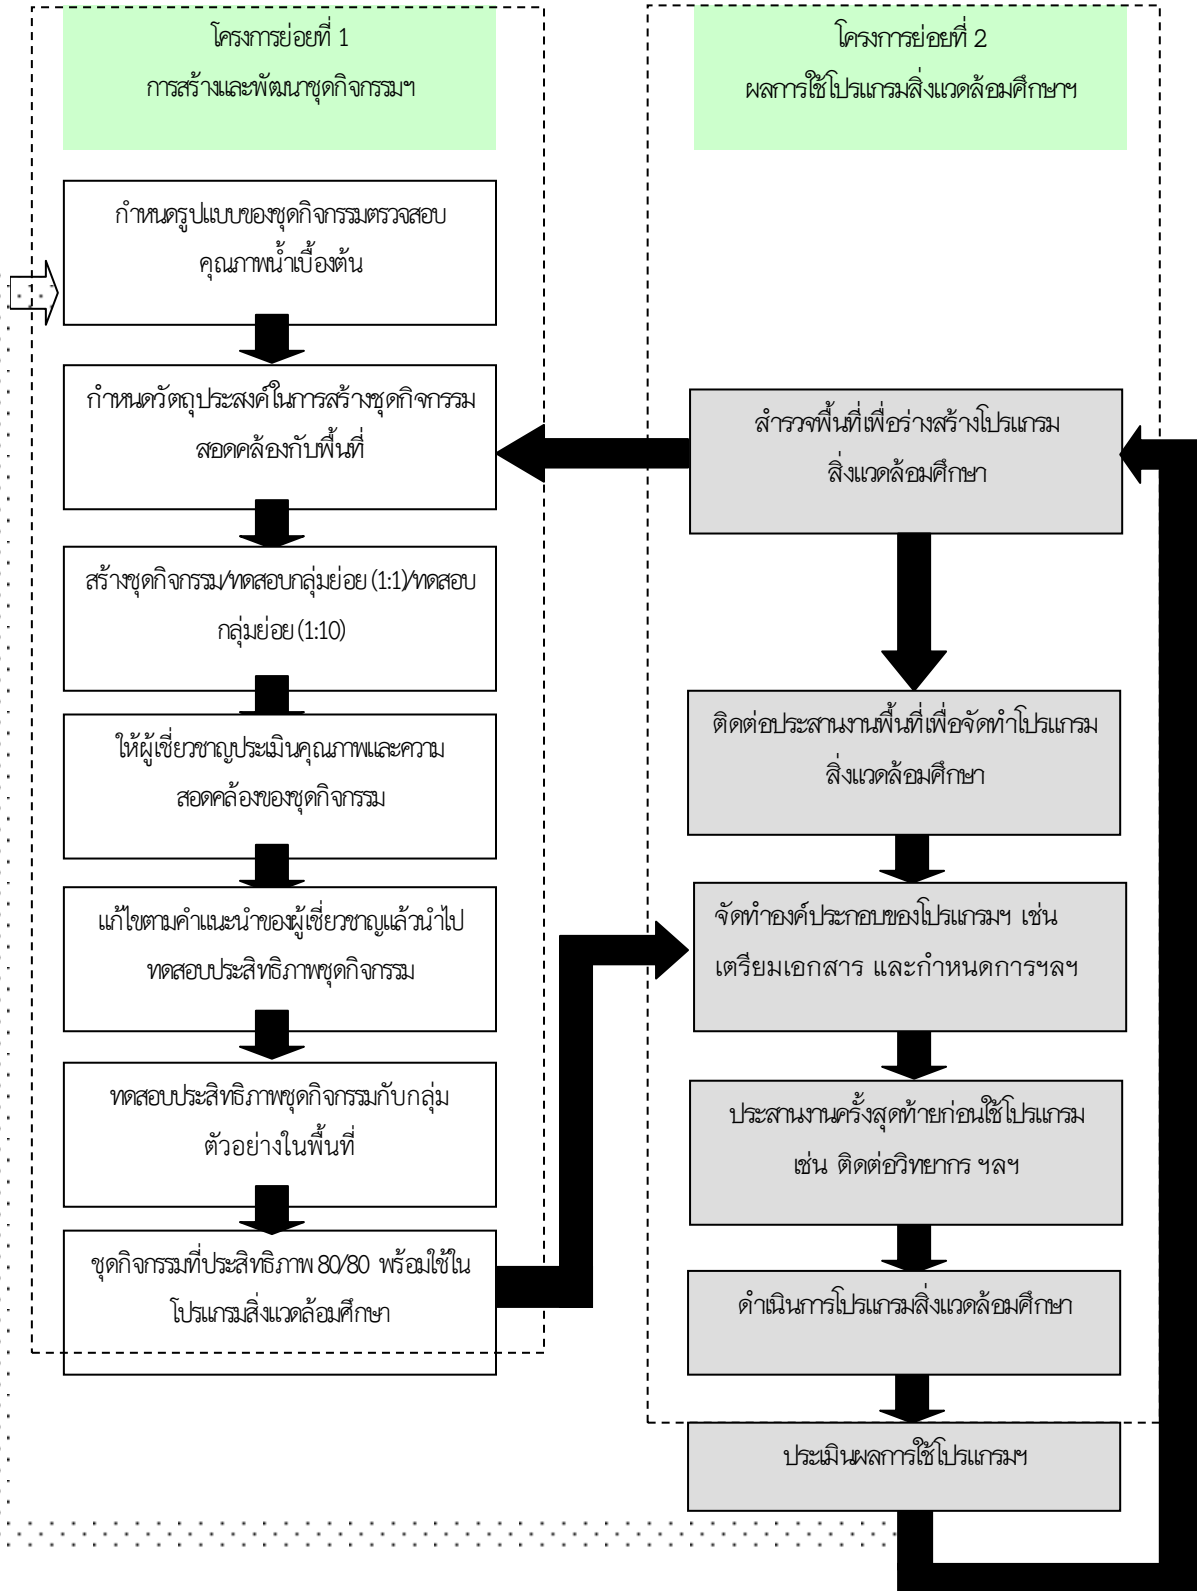 โครงการย่อยที่ 1
การสร้างและพัฒนาชุดกิจกรรมฯ
กำหนดรูปแบบของชุดกิจกรรมตรวจสอบ
คุณภาพน้ำเบื้องต้น
กำหนดวัตถุประสงค์ในการสร้างชุดกิจกรรม
สอดคล้องกับพื้นที่
สร้างชุดกิจกรรม/ทดสอบกลุ่มย่อย (1:1)/ทดสอบ
กลุ่มย่อย (1:10)
ให้ผู้เชี่ยวชาญประเมินคุณภาพและความ
สอดคล้องของชุดกิจกรรม
แก้ไขตามคำแนะนำของผู้เชี่ยวชาญแล้วนำไป
ทดสอบประสิทธิภาพชุดกิจกรรม
ทดสอบประสิทธิภาพชุดกิจกรรมกับกลุ่ม
ตัวอย่างในพื้นที่
ชุดกิจกรรมที่ประสิทธิภาพ 80/80 พร้อมใช้ใน
โปรแกรมสิ่งแวดล้อมศึกษา
โครงการย่อยที่ 2
ผลการใช้โปรแกรมสิ่งแวดล้อมศึกษาฯ
สำรวจพื้นที่เพื่อร่างสร้างโปรแกรม
สิ่งแวดล้อมศึกษา
ติดต่อประสานงานพื้นที่เพื่อจัดทำโปรแกรม
สิ่งแวดล้อมศึกษา
จัดทำองค์ประกอบของโปรแกรมฯ เช่น
เตรียมเอกสาร และกำหนดการฯลฯ
ประสานงานครั้งสุดท้ายก่อนใช้โปรแกรม
เช่น ติดต่อวิทยากร ฯลฯ
ดำเนินการโปรแกรมสิ่งแวดล้อมศึกษา
ประเมินผลการใช้โปรแกรมฯ